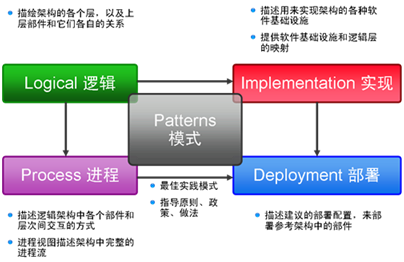 描绘架构的各个层，以及上
层部件和它们各自的关系
描述用来实现架构的各种软
件基础设施
提供软件基础设施和逻辑层
的映射
Logical 逻辑
Implementation 实现
Patterns
模式
Process 进程
Deployment 部署
最佳实践模式
指导原则、政
策、做法
描述逻辑架构中各个部件和
层次间交互的方式
进程视图描述架构中完整的
进程流
描述建议的部署配置，来部
署参考架构中的部件